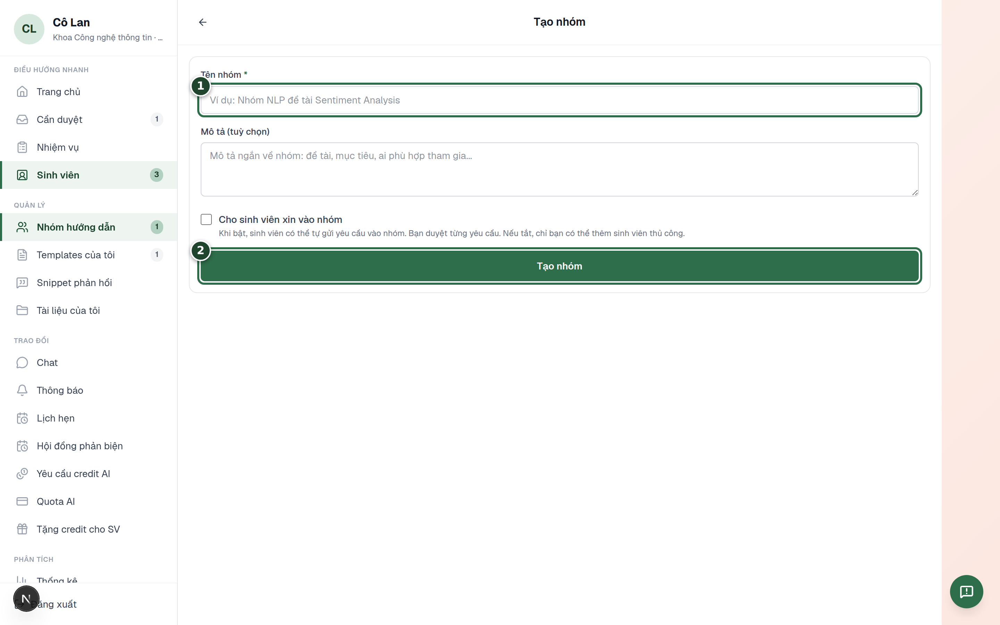 CL
Cô Lan
Khoa Công nghệ thông tin · ...
ĐIỀU HƯỚNG NHANH
Trang chủ
Cần duyệt 1
Nhiệm vụ
Sinh viên 3
QUẢN LÝ
Nhóm hướng dẫn 1
Templates của tôi 1
Snippet phản hồi
Tài liệu của tôi
TRAO ĐỔI
Chat
Thông báo
Lịch hẹn
Hội đồng phản biện
Yêu cầu credit AI
Quota AI
Tặng credit cho SV
PHÂN TÍCH
Thống kê
N
Đăng xuất
Tạo nhóm
Tên nhóm *
1
Ví dụ: Nhóm NLP đề tài Sentiment Analysis
Mô tả (tuỳ chọn)
Mô tả ngắn về nhóm: đề tài, mục tiêu, ai phù hợp tham gia...
Cho sinh viên xin vào nhóm
Khi bật, sinh viên có thể tự gửi yêu cầu vào nhóm. Bạn duyệt từng yêu cầu. Nếu tắt, chỉ bạn có thể thêm sinh viên thủ công.
2
Tạo nhóm